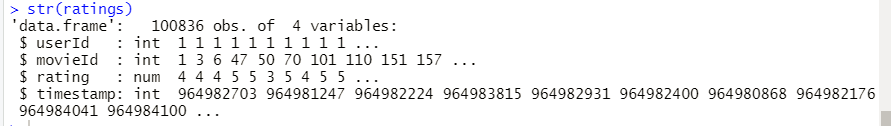 > str(ratings)
'data.frame':   100836 obs. of  4 variables:
 $ userId   : int  1 1 1 1 1 1 1 1 1 1 ...
 $ movieId  : int  1 3 6 47 50 70 101 110 151 157 ...
 $ rating   : num  4 4 4 5 5 3 5 4 5 5 ...
 $ timestamp: int  964982703 964981247 964982224 964983815 964982931 964982400 964980868 964982176
964984041 964984100 ...